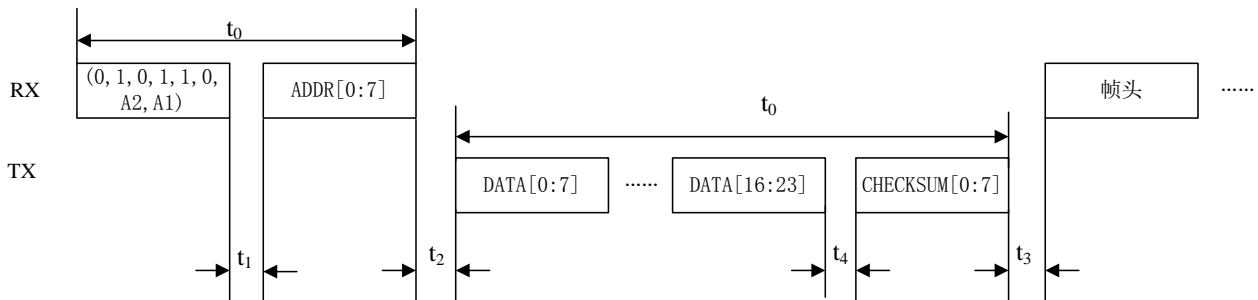 t0
RX
(0,1,0,1,1,0,
A2,A1)
ADDR[0:7]
帧头
……
t0
TX
DATA[0:7]
……
DATA[16:23]
CHECKSUM[0:7]
t1
t2
t4
t3